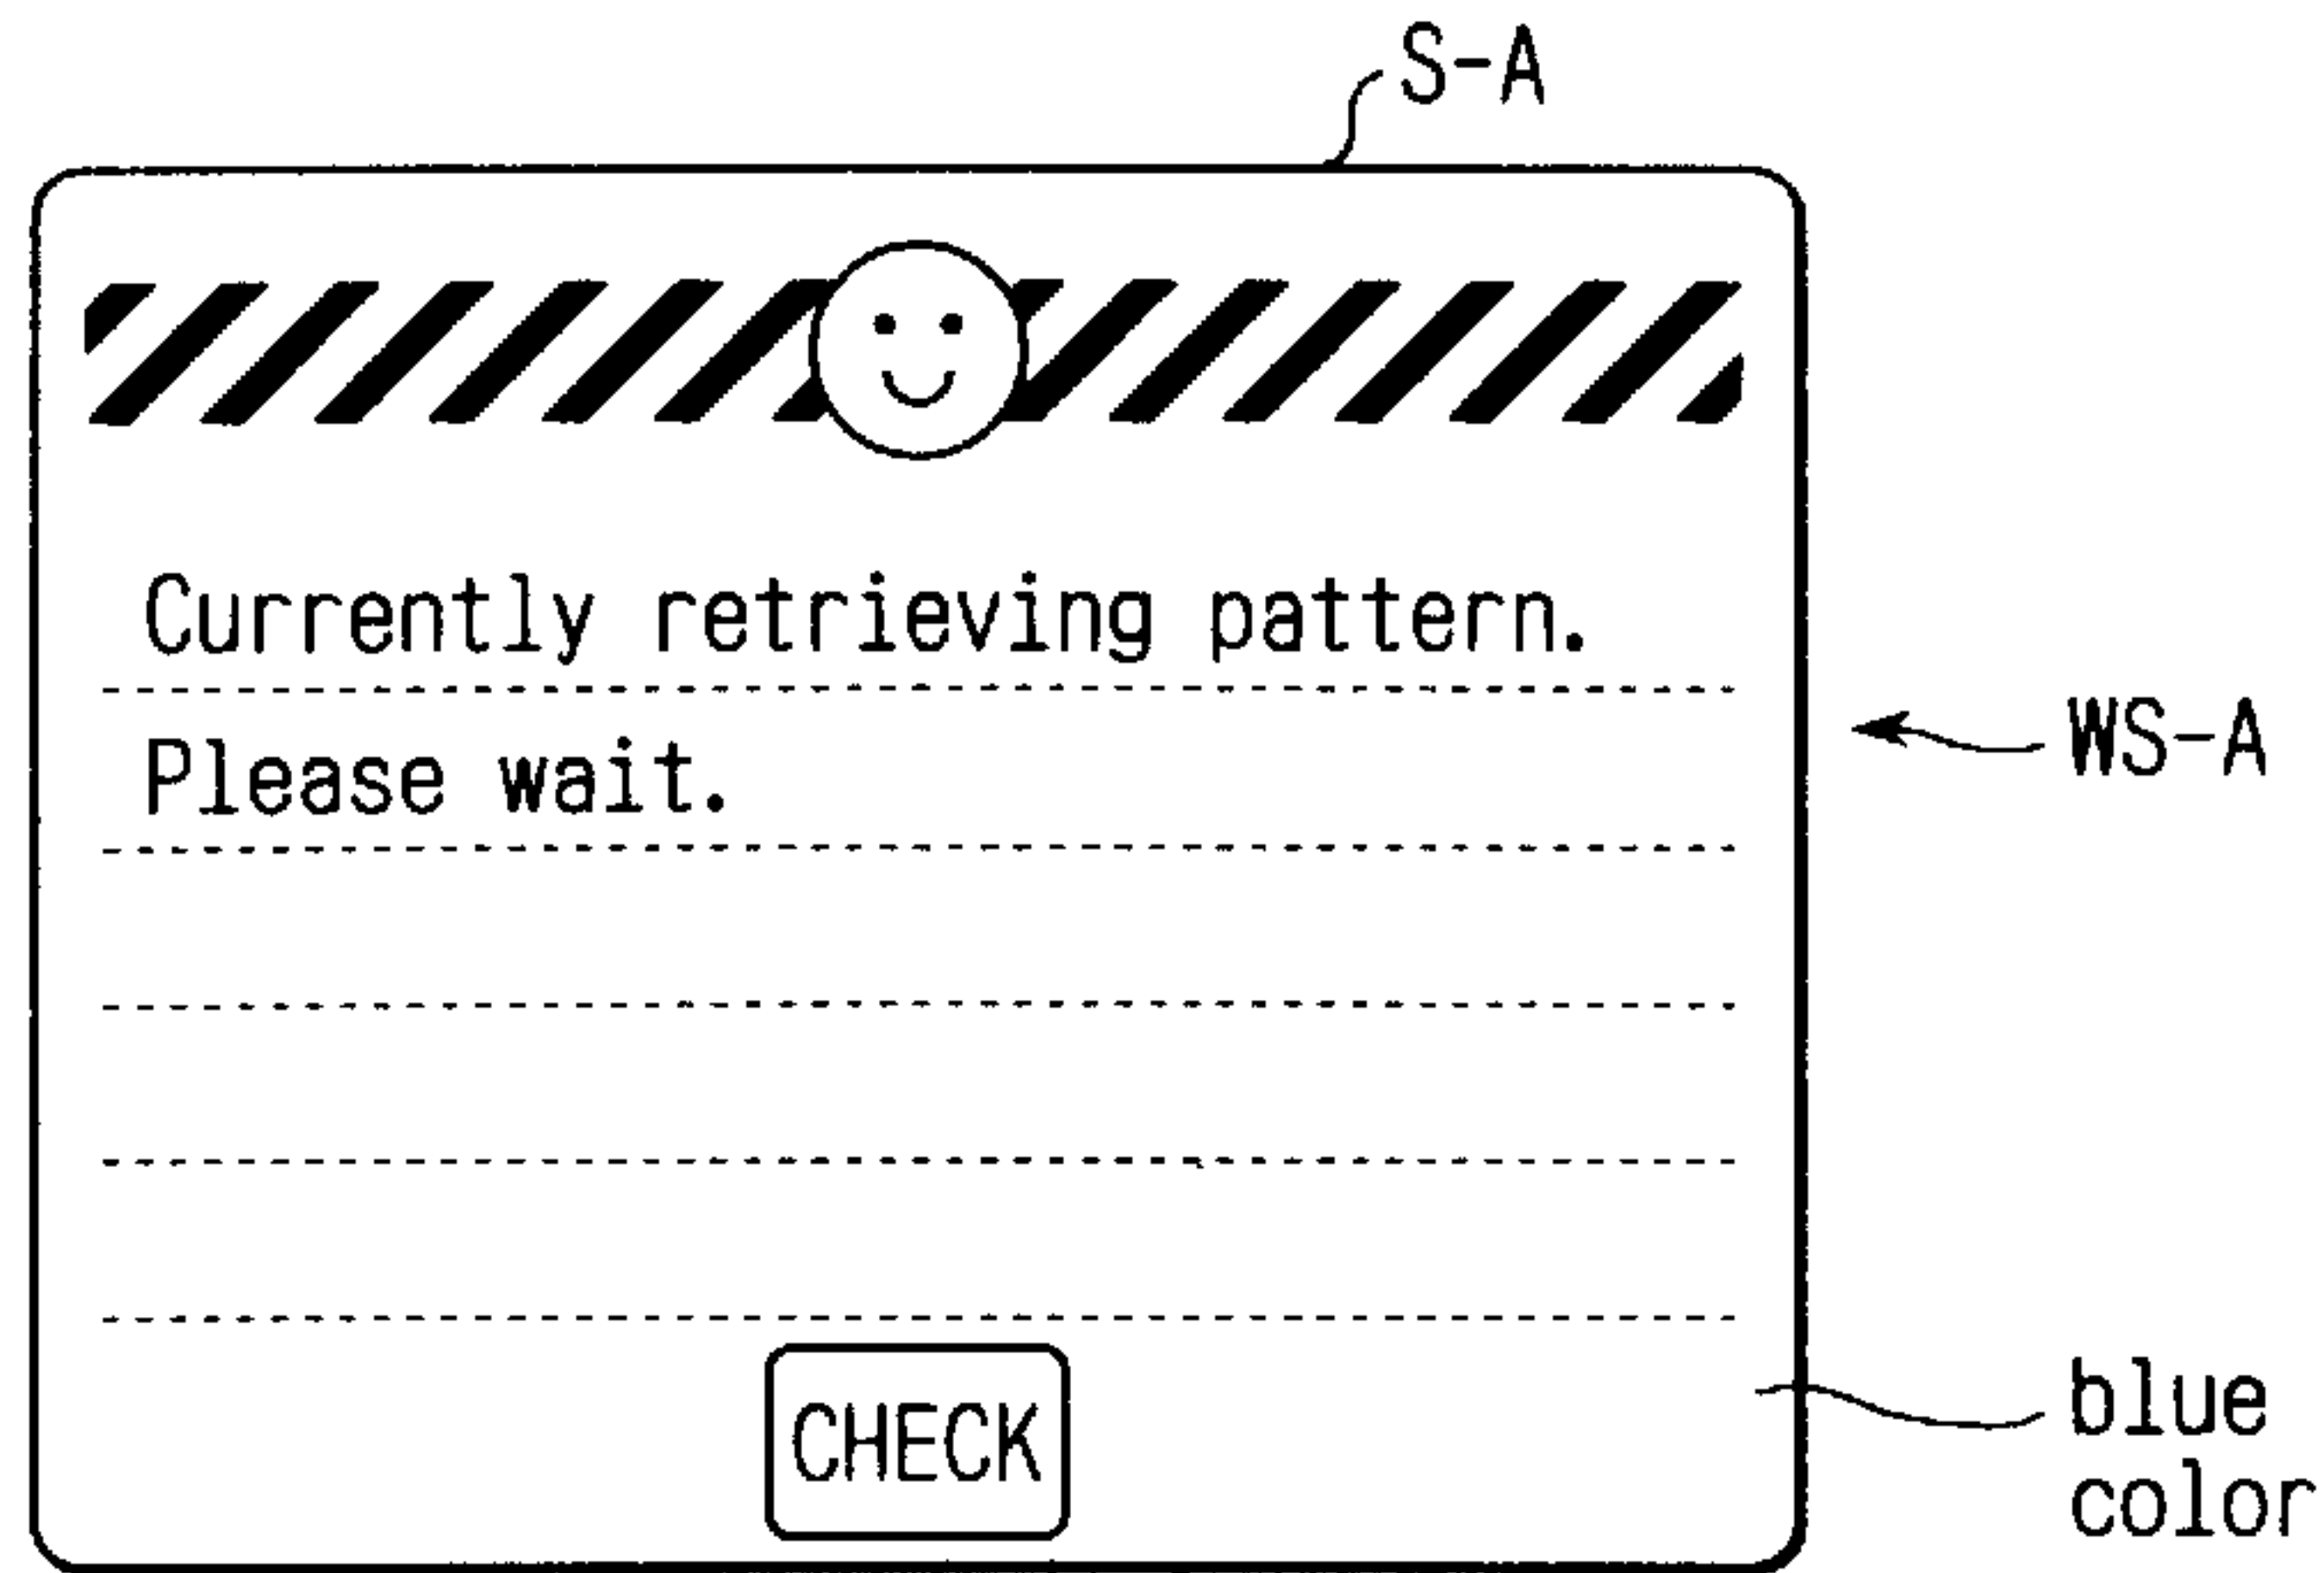 S-A
Currently retrieving pattern.
Please wait.
WS-A
CHECK
blue
color